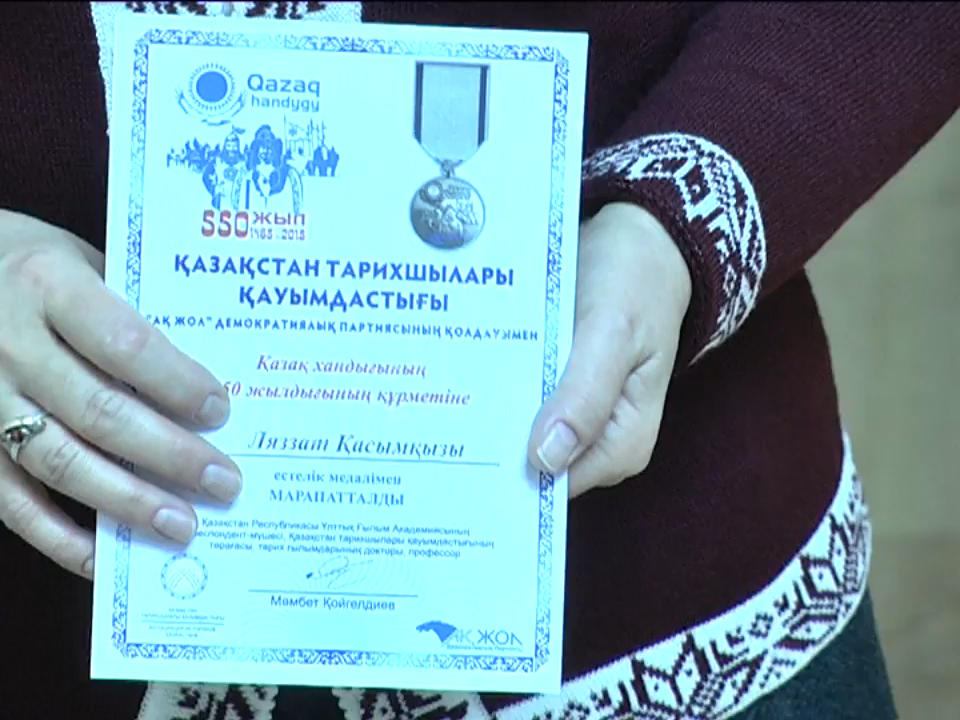 Qazaq
handygy
550 жыл
1465 - 2015
ҚАЗАҚСТАН ТАРИХШЫЛАРЫ
ҚАУЫМДАСТЫҒЫ
"АҚ ЖОЛ" ДЕМОКРАТИЯЛЫҚ ПАРТИЯСЫНЫҢ ҚОЛДАУЫМЕН
Қазақ хандығының
50 жылдығының құрметіне
Ляззат Қасымқызы
естелік медалімен
МАРАПАТТАЛДЫ
Қазақстан Республикасы Ұлттық Ғылым Академиясының
респондент-мүшесі, Қазақстан тарихшылары қауымдастығының
төрағасы, тарих ғылымдарының докторы, профессор
Мәмбет Қойгелдиев
АҚ ЖОЛ